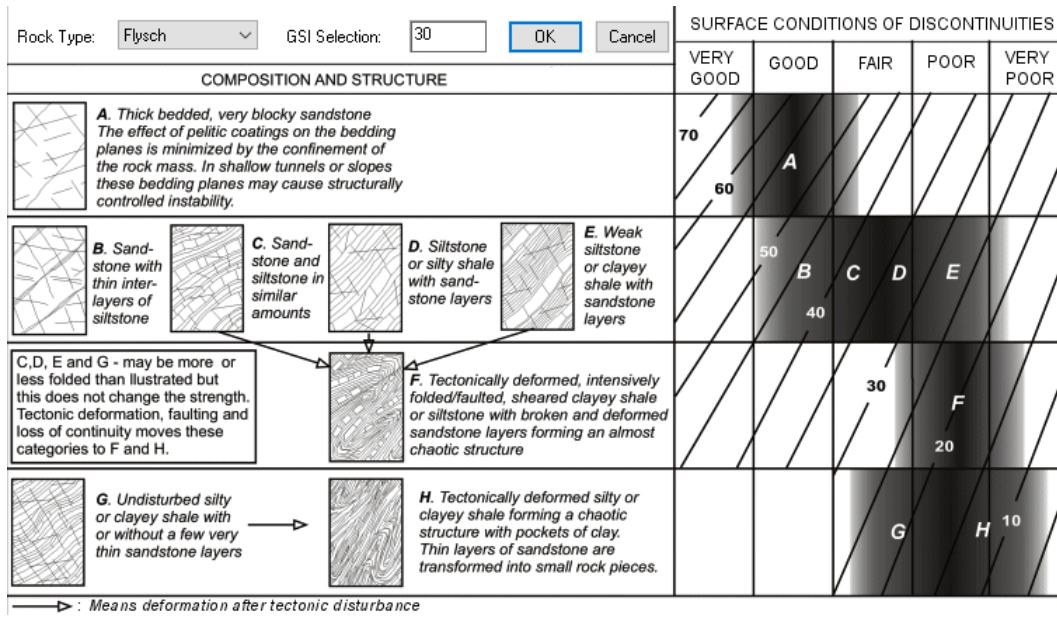 Rock Type: Flysch GSI Selection: 30 OK Cancel
SURFACE CONDITIONS OF DISCONTINUITIES
VERY GOOD
GOOD
FAIR
POOR
VERY POOR
COMPOSITION AND STRUCTURE
A. Thick bedded, very blocky sandstone
The effect of pelitic coatings on the bedding
planes is minimized by the confinement of
the rock mass. In shallow tunnels or slopes
these bedding planes may cause structurally
controlled instability.
70
60
A
B. Sand-
stone with
thin inter-
layers of
siltstone
C. Sand-
stone and
siltstone in
similar
amounts
D. Siltstone
or silty shale
with sand-
stone layers
E. Weak
siltstone
or clayey
shale with
sandstone
layers
50
B
C
D
E
40
C,D, E and G - may be more or
less folded than llustrated but
this does not change the strength.
Tectonic deformation, faulting and
loss of continuity moves these
categories to F and H.
F. Tectonically deformed, intensively
folded/faulted, sheared clayey shale
or siltstone with broken and deformed
sandstone layers forming an almost
chaotic structure
30
F
20
G. Undisturbed silty
or clayey shale with
or without a few very
thin sandstone layers
H. Tectonically deformed silty or
clayey shale forming a chaotic
structure with pockets of clay.
Thin layers of sandstone are
transformed into small rock pieces.
G
H
10
: Means deformation after tectonic disturbance